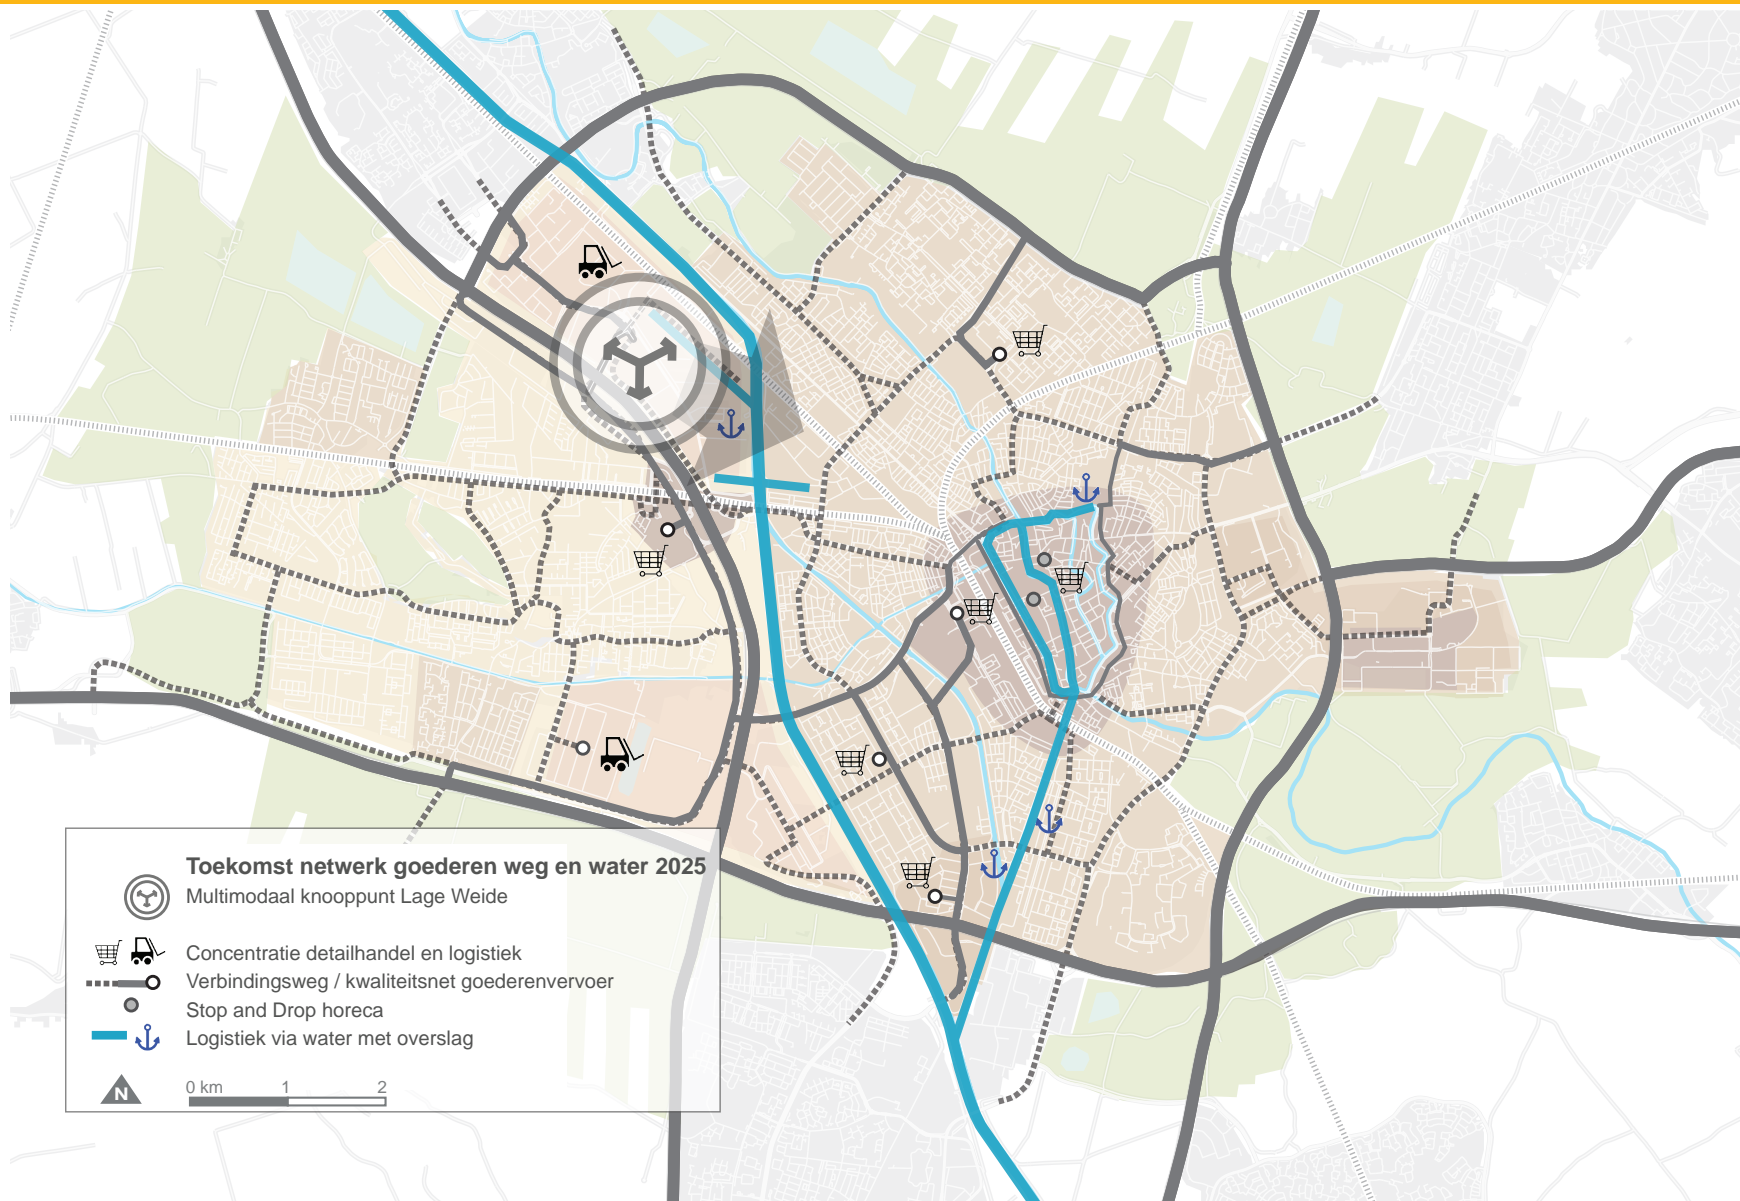 Toekomst netwerk goederen weg en water 2025
Multimodaal knooppunt Lage Weide
Concentratie detailhandel en logistiek
Verbindingsweg / kwaliteitsnet goederenvervoer
Stop and Drop horeca
Logistiek via water met overslag
N
0 km 1 2